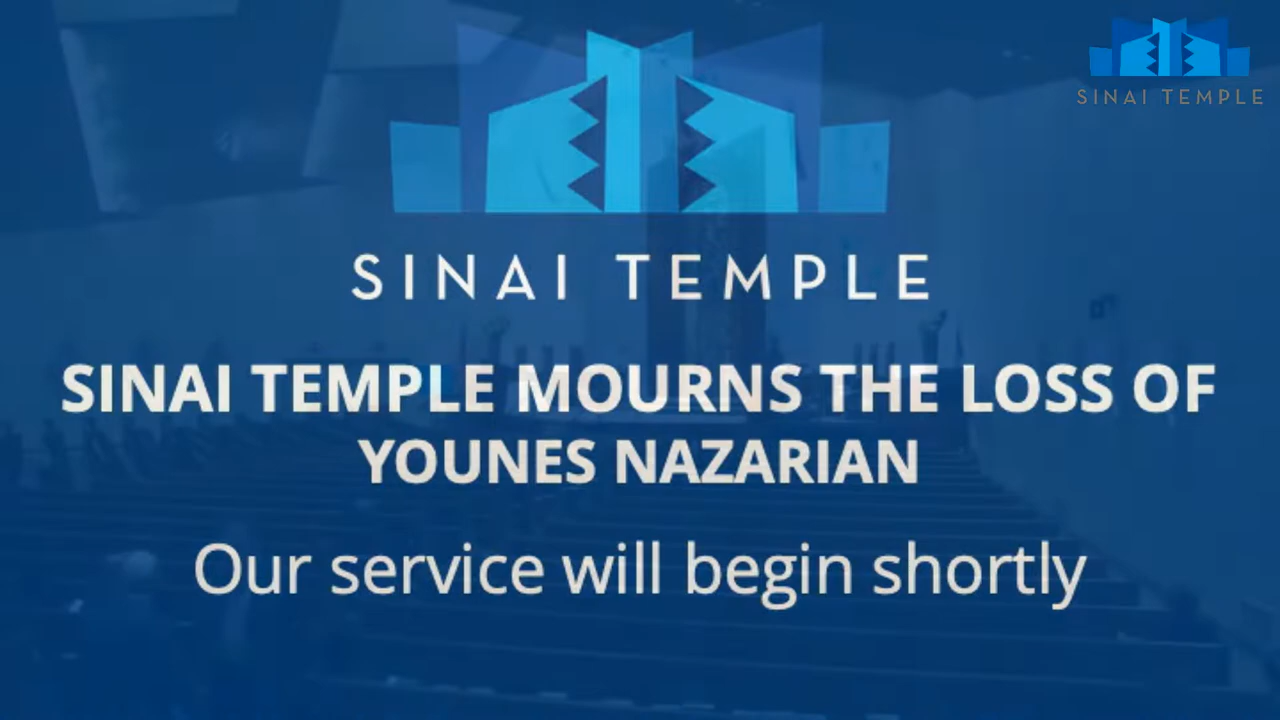 SINAI TEMPLE
SINAI TEMPLE
SINAI TEMPLE MOURNS THE LOSS OF
YOUNES NAZARIAN
Our service will begin shortly